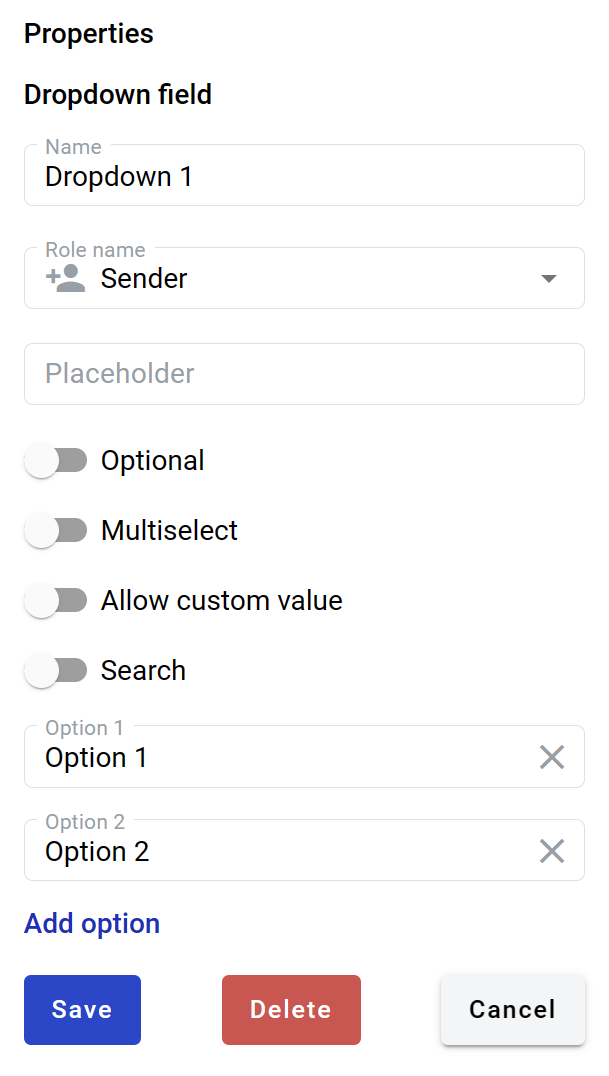 Properties
Dropdown field
Name
Dropdown 1
Role name
Sender
Placeholder
Optional
Multiselect
Allow custom value
Search
Option 1
Option 1
Option 2
Option 2
Add option
Save Delete Cancel